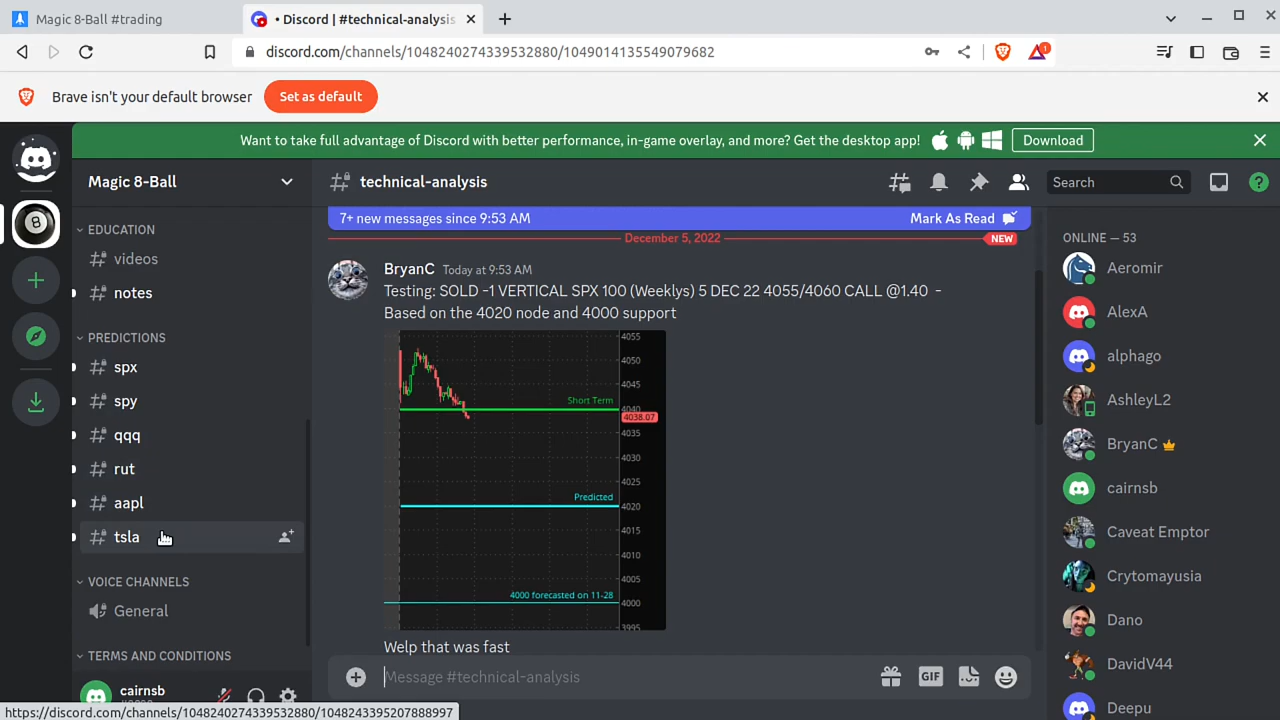 Magic 8-Ball #trading
• Discord | #technical-analysis
discord.com/channels/1048240274339532880/1049014135549079682
1
Brave isn't your default browser
Set as default
Want to take full advantage of Discord with better performance, in-game overlay, and more? Get the desktop app!
Download
Magic 8-Ball
technical-analysis
Search
7+ new messages since 9:53 AM
Mark As Read
December 5, 2022
NEW
8
EDUCATION
videos
notes
PREDICTIONS
spx
spy
qqq
rut
aapl
tsla
VOICE CHANNELS
General
TERMS AND CONDITIONS
cairnsb
BryanC Today at 9:53 AM
Testing: SOLD -1 VERTICAL SPX 100 (Weeklys) 5 DEC 22 4055/4060 CALL @1.40 -
Based on the 4020 node and 4000 support
4055
4050
4045
Short Term
4040
4038.07
4035
4030
4025
Predicted
4020
4015
4010
4005
4000 forecasted on 11-28
4000
3995
Welp that was fast
Message #technical-analysis
GIF
ONLINE — 53
Aeromir
AlexA
alphago
AshleyL2
BryanC
cairnsb
Caveat Emptor
Crytomayusia
Dano
DavidV44
Deepu
https://discord.com/channels/1048240274339532880/1048243395207888997